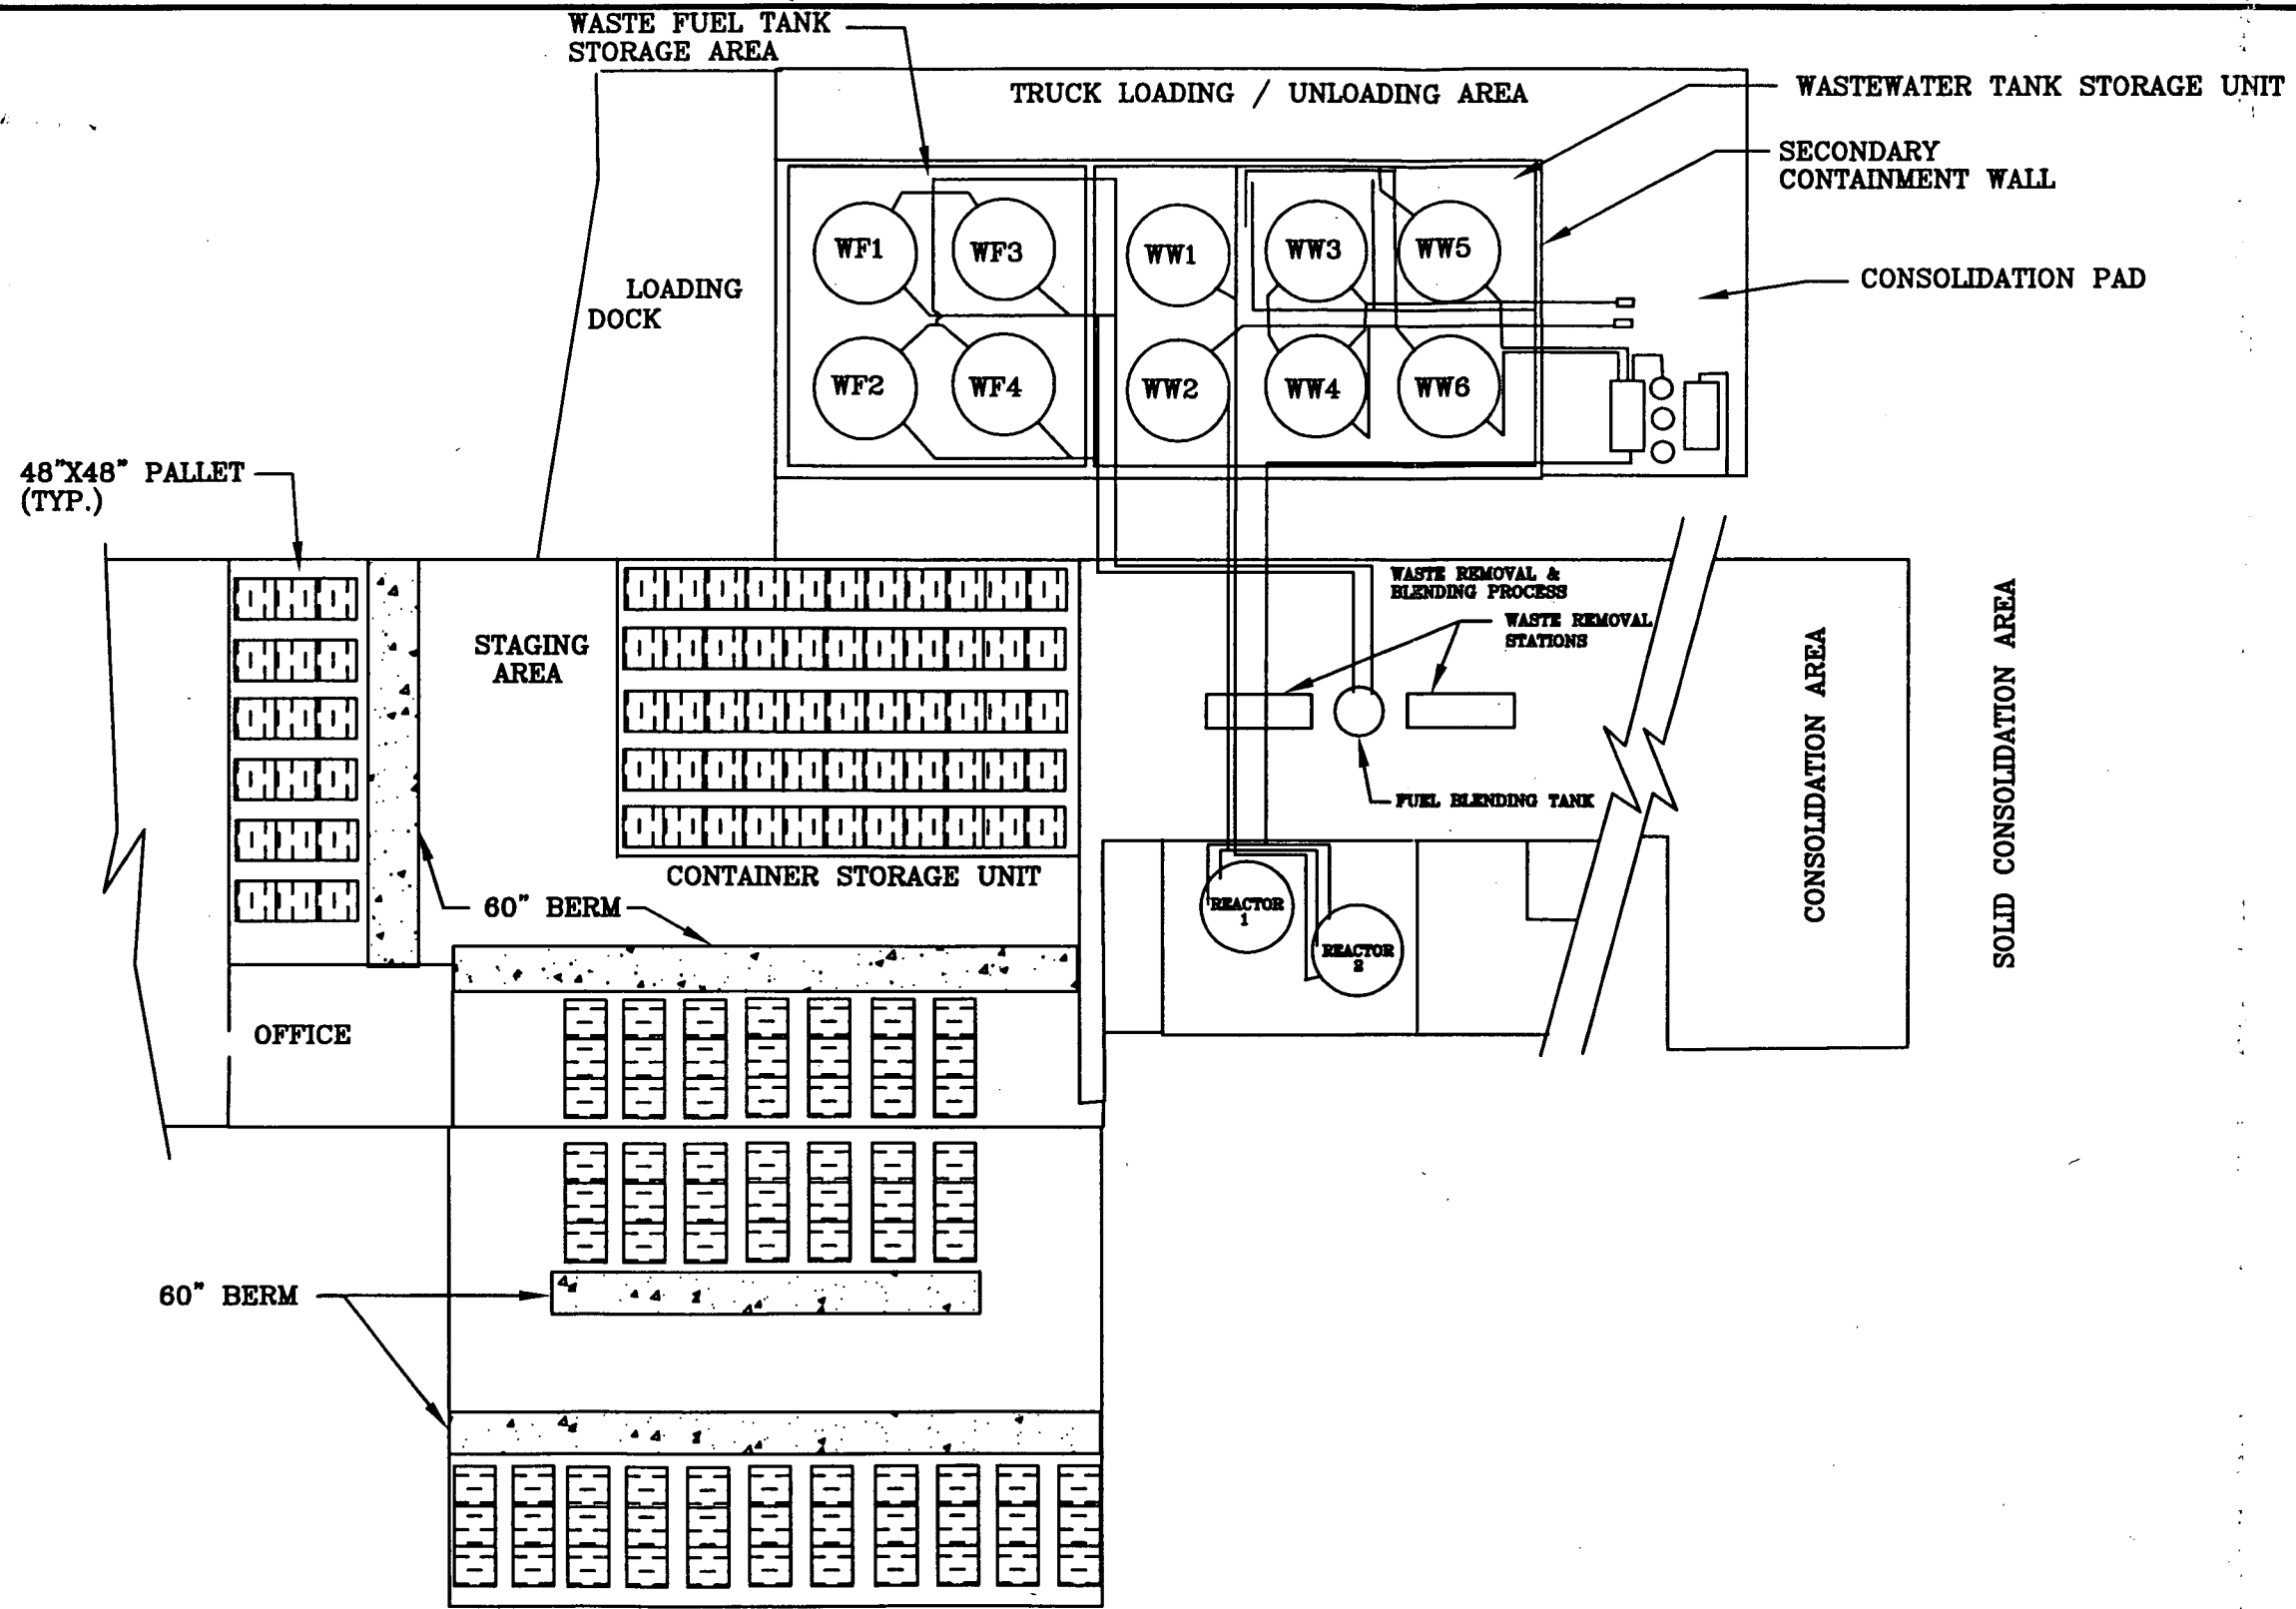 WASTE FUEL TANK
STORAGE AREA
TRUCK LOADING / UNLOADING AREA
WASTEWATER TANK STORAGE UNIT
SECONDARY
CONTAINMENT WALL
CONSOLIDATION PAD
LOADING
DOCK
WF1
WF3
WW1
WW3
WW5
WF2
WF4
WW2
WW4
WW6
48"X48" PALLET
(TYP.)
STAGING
AREA
WASTE REMOVAL &
BLENDING PROCESS
WASTE REMOVAL
STATIONS
FUEL BLENDING TANK
CONSOLIDATION AREA
SOLID CONSOLIDATION AREA
CONTAINER STORAGE UNIT
60" BERM
REACTOR
1
REACTOR
2
OFFICE
60" BERM